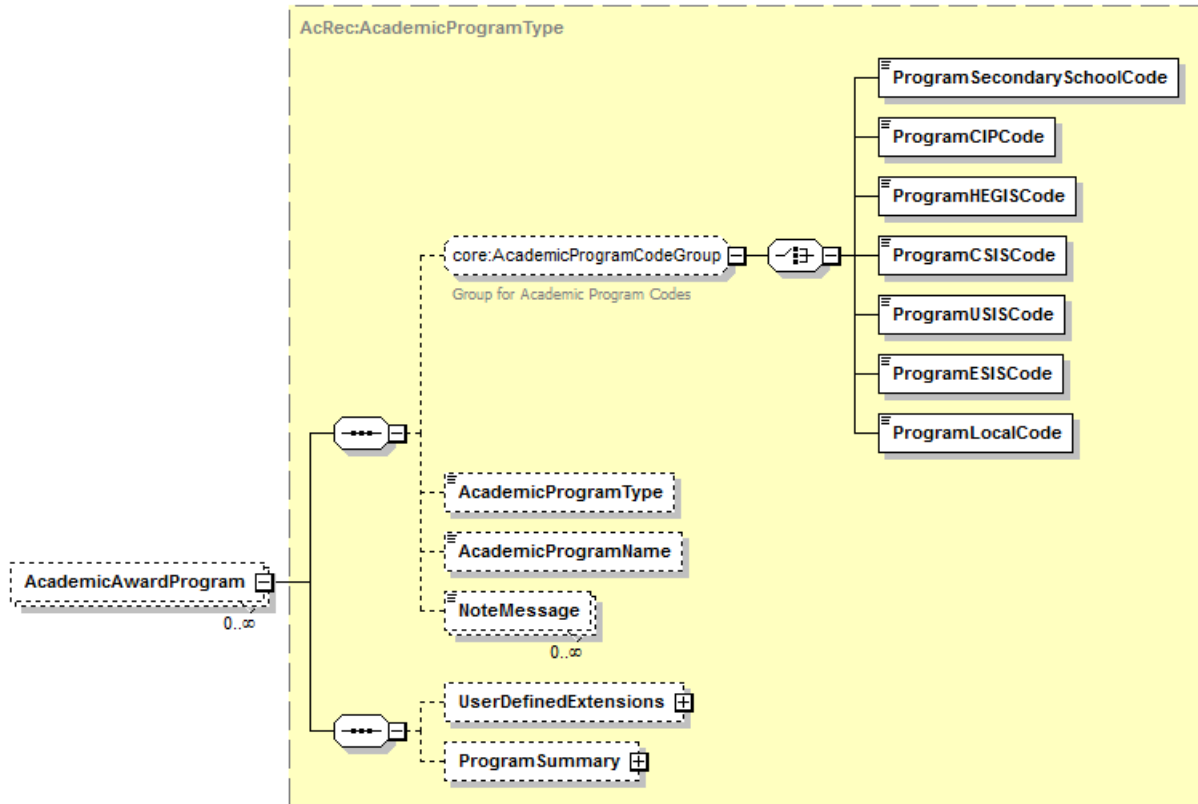 AcRec:AcademicProgramType
ProgramSecondarySchoolCode
ProgramCIPCode
ProgramHEGISCode
core:AcademicProgramCodeGroup
Group for Academic Program Codes
ProgramCSISCode
ProgramUSISCode
ProgramESISCode
ProgramLocalCode
AcademicProgramType
AcademicProgramName
AcademicAwardProgram
0..∞
NoteMessage
0..∞
UserDefinedExtensions
ProgramSummary